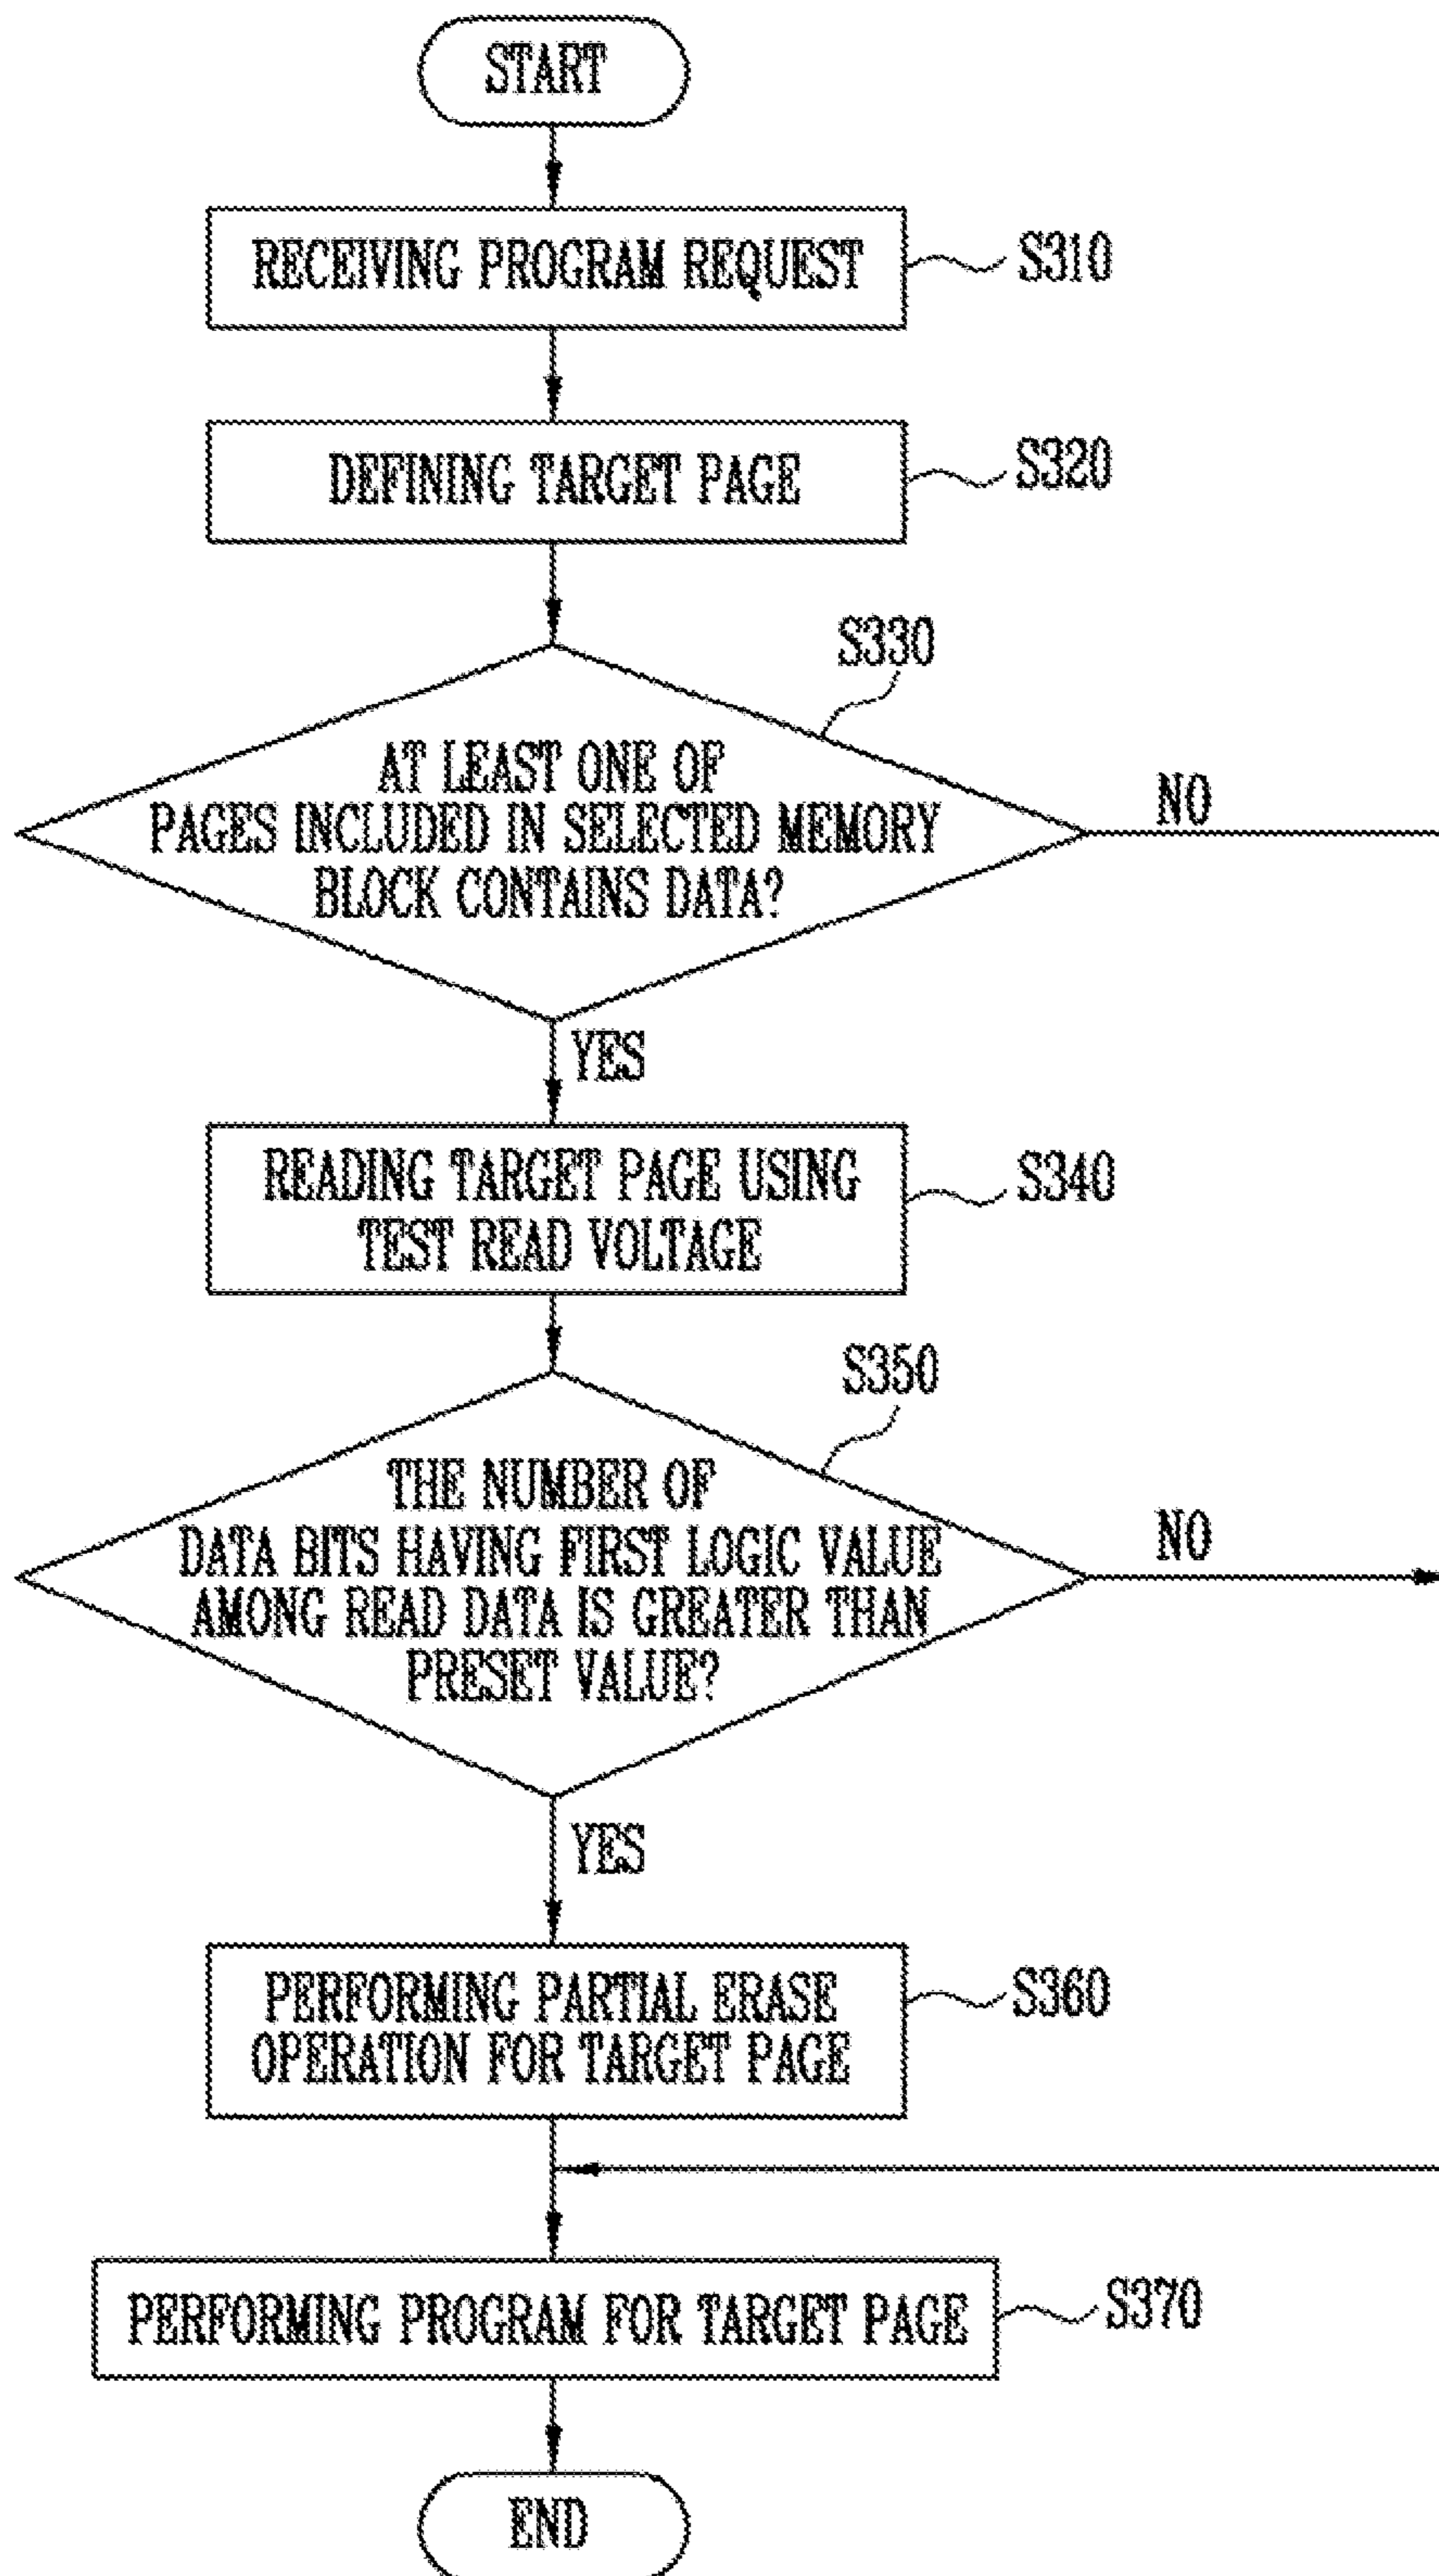 START
RECEIVING PROGRAM REQUEST
S310
DEFINING TARGET PAGE
S320
S330
AT LEAST ONE OF
PAGES INCLUDED IN SELECTED MEMORY
BLOCK CONTAINS DATA?
NO
YES
READING TARGET PAGE USING
TEST READ VOLTAGE
S340
S350
THE NUMBER OF
DATA BITS HAVING FIRST LOGIC VALUE
AMONG READ DATA IS GREATER THAN
PRESET VALUE?
NO
YES
PERFORMING PARTIAL ERASE
OPERATION FOR TARGET PAGE
S360
PERFORMING PROGRAM FOR TARGET PAGE
S370
END